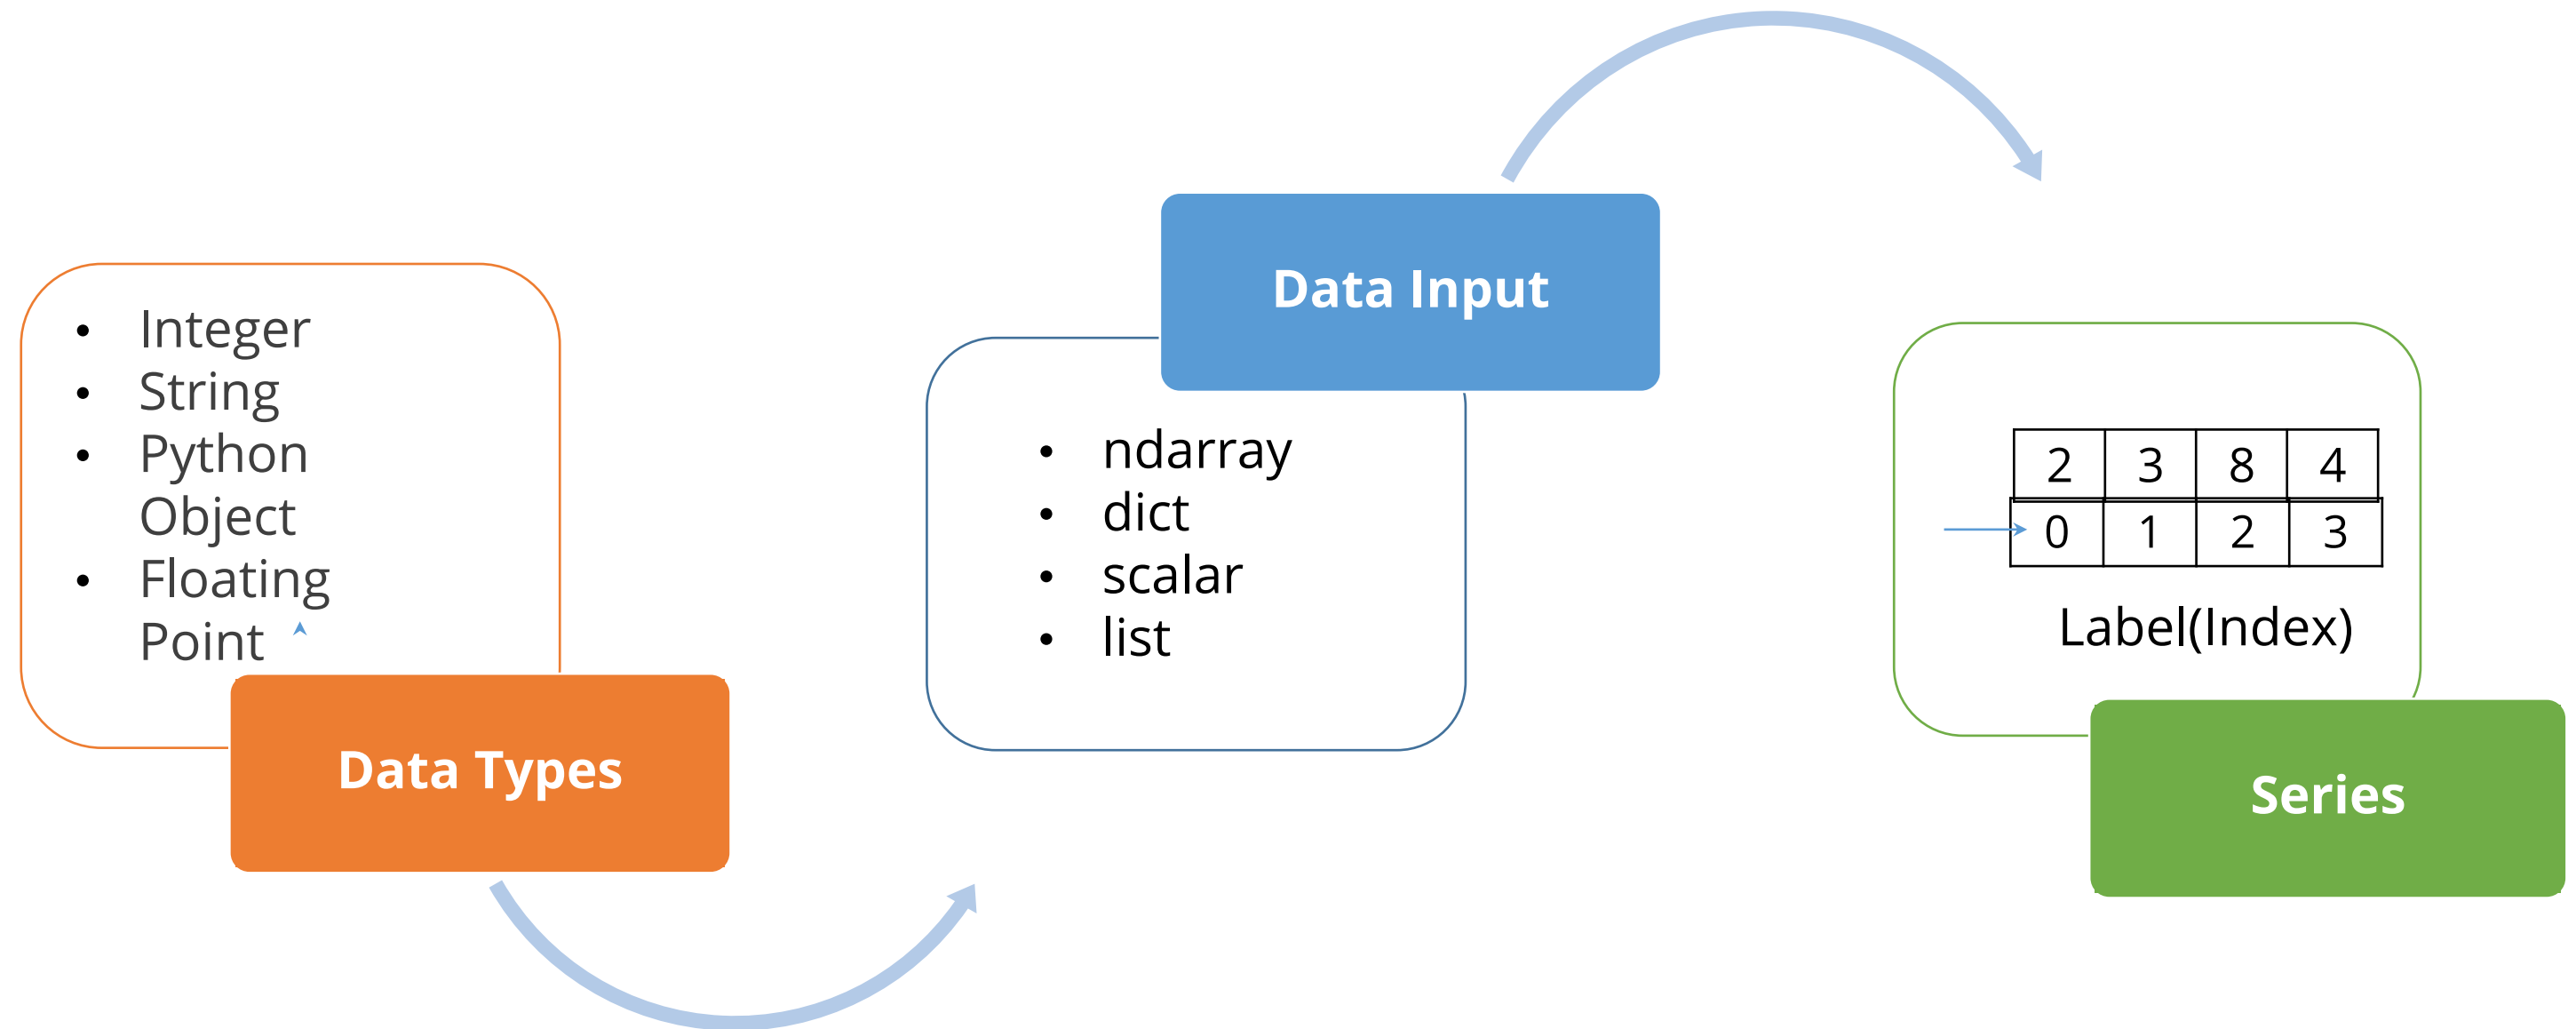 Integer
String
Python
Object
Floating
Point
Data Types
Data Input
ndarray
dict
scalar
list
2 3 8 4
0 1 2 3
Label(Index)
Series